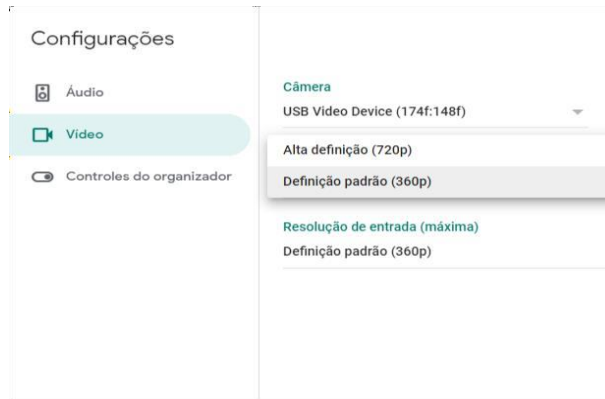 Configurações
Áudio
Vídeo
Controles do organizador
Câmera
USB Video Device (174f:148f)
Alta definição (720p)
Definição padrão (360p)
Resolução de entrada (máxima)
Definição padrão (360p)